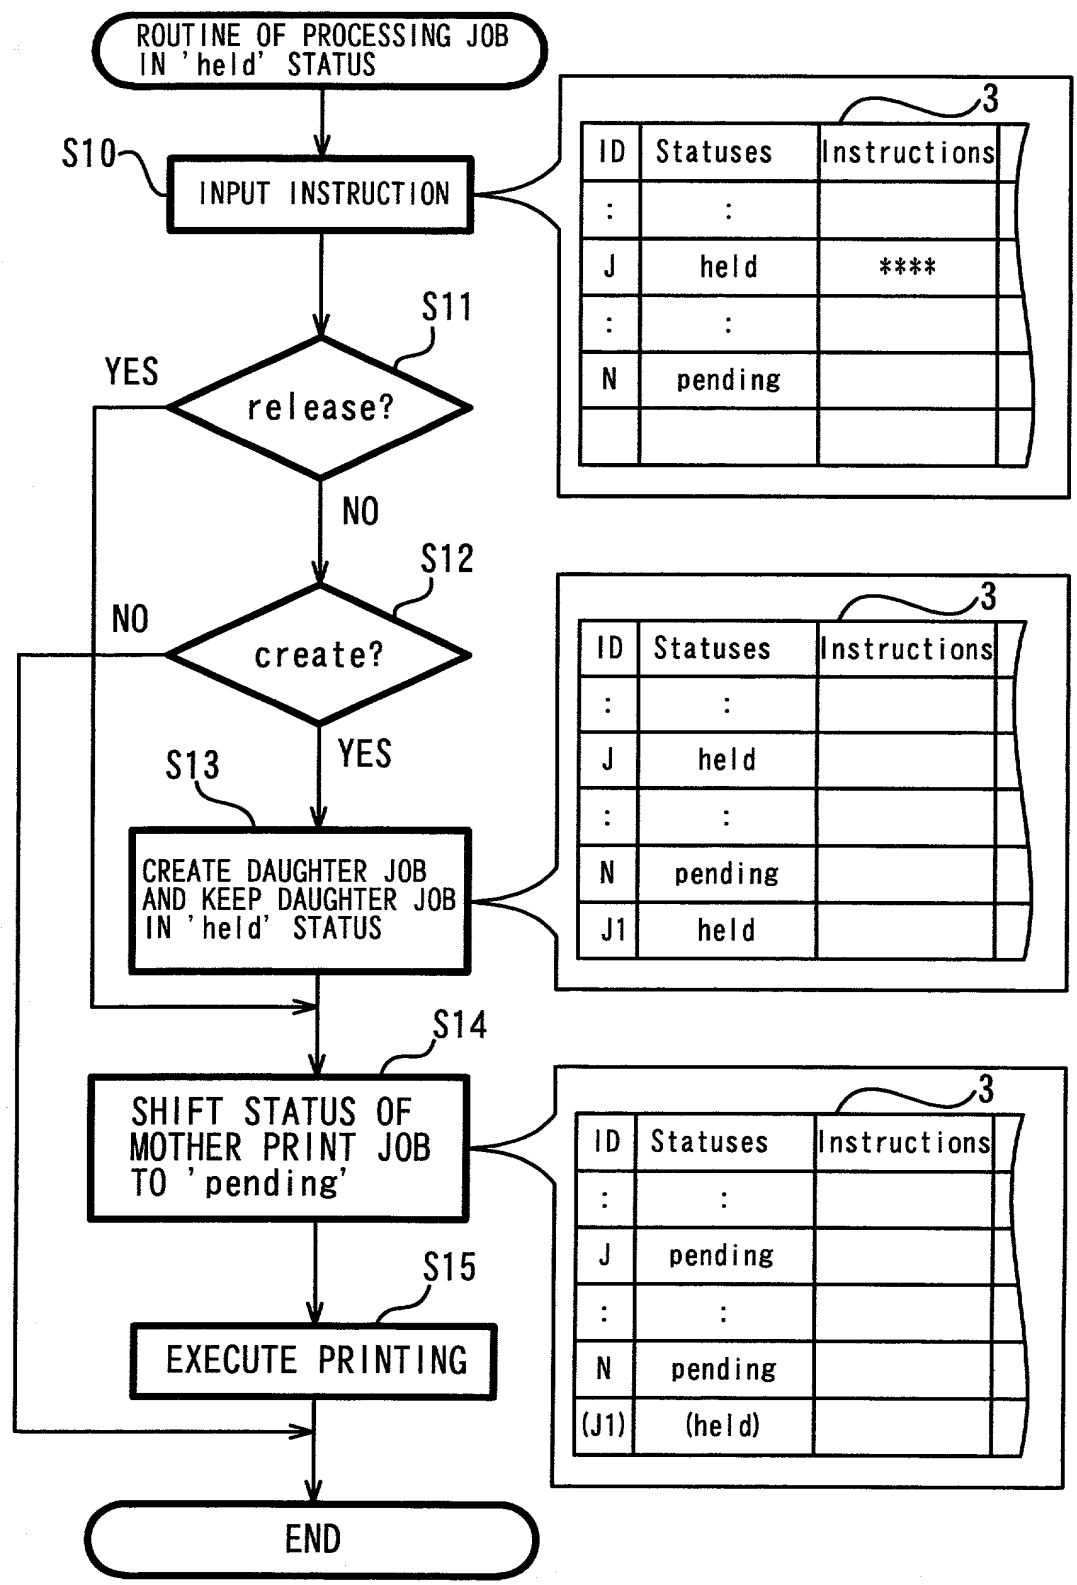 ROUTINE OF PROCESSING JOB
IN 'held' STATUS
S10
INPUT INSTRUCTION
3
ID Statuses Instructions
: :
J held ****
: :
N pending
S11
YES
release?
NO
S12
NO
create?
YES
3
ID Statuses Instructions
: :
J held
: :
N pending
J1 held
S13
CREATE DAUGHTER JOB
AND KEEP DAUGHTER JOB
IN 'held' STATUS
S14
SHIFT STATUS OF
MOTHER PRINT JOB
TO 'pending'
3
ID Statuses Instructions
: :
J pending
: :
N pending
(J1) (held)
S15
EXECUTE PRINTING
END